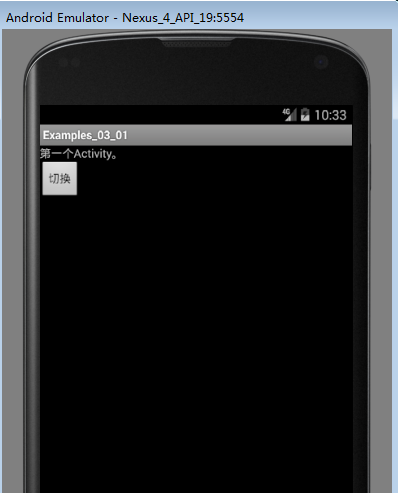 Android Emulator - Nexus_4_API_19:5554
4G 10:33
Examples_03_01
第一个Activity。
切换